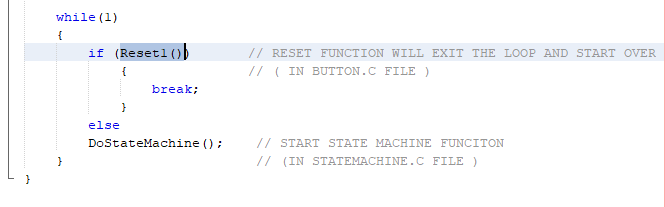 while(1)
{
if (Reset1()) // RESET FUNCTION WILL EXIT THE LOOP AND START OVER
{ // ( IN BUTTON.C FILE )
break;
}
else
DoStateMachine(); // START STATE MACHINE FUNCITON
} // (IN STATEMACHINE.C FILE )
}